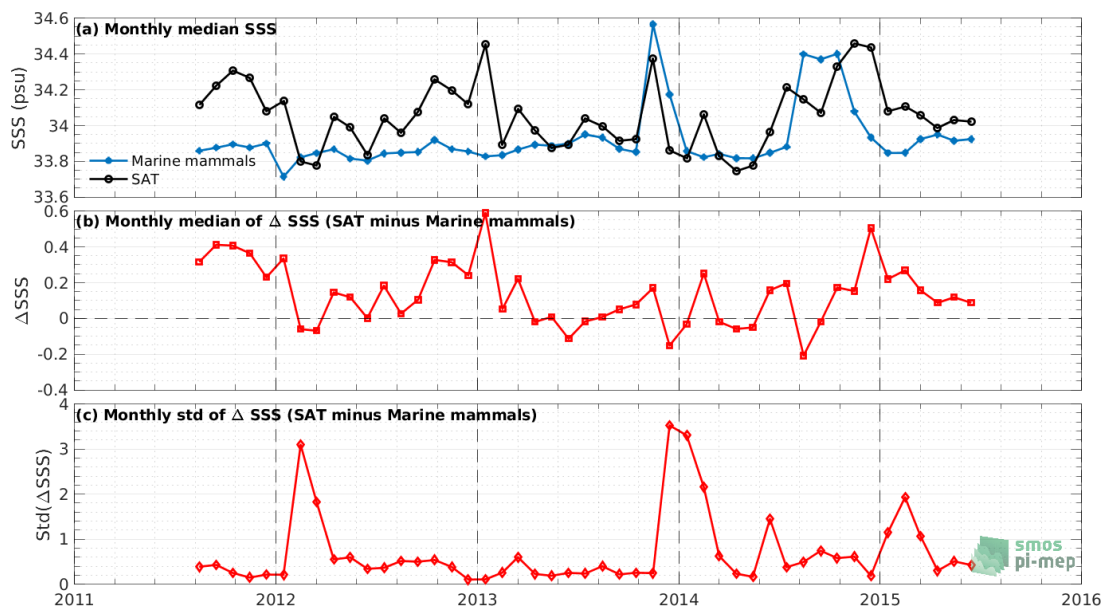 (a) Monthly median SSS
34.6
34.4
34.2
34
33.8
33.6
SSS (psu)
Marine mammals
SAT
(b) Monthly median of Δ SSS (SAT minus Marine mammals)
0.6
0.4
0.2
0
-0.2
-0.4
ΔSSS
(c) Monthly std of Δ SSS (SAT minus Marine mammals)
4
3
2
1
0
Std(ΔSSS)
smos
pi-mep
2011 2012 2013 2014 2015 2016